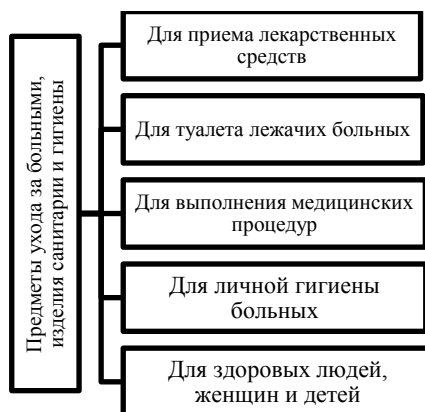 Предметы ухода за больными,
изделия санитарии и гигиены
Для приема лекарственных
средств
Для туалета лежачих больных
Для выполнения медицинских
процедур
Для личной гигиены
больных
Для здоровых людей,
женщин и детей